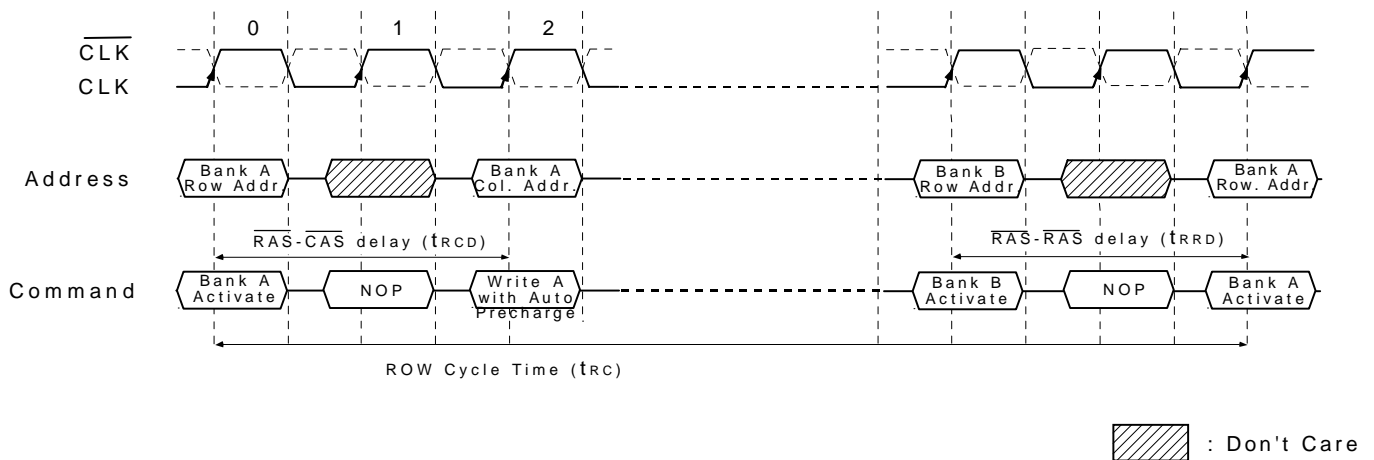 0 1 2
CLK
CLK
Address
Bank A
Row Addr.
Bank A
Col. Addr.
Bank B
Row Addr.
Bank A
Row. Addr.
RAS-CAS delay (tRCD)
RAS-RAS delay (tRRD)
Command
Bank A
Activate
NOP
Write A
with Auto
Precharge
Bank B
Activate
NOP
Bank A
Activate
ROW Cycle Time (tRC)
: Don't Care